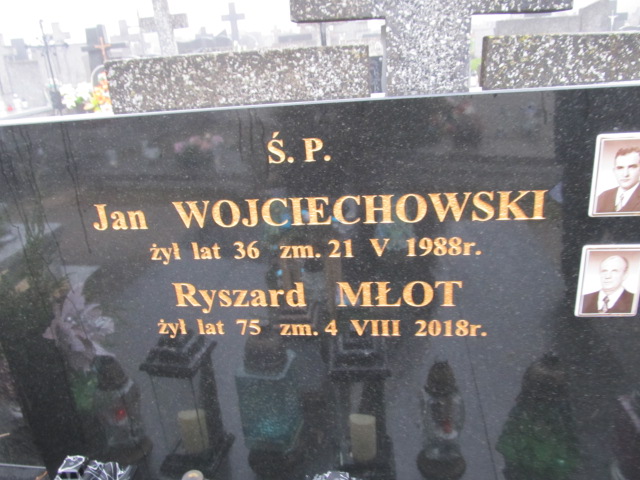 Ś. P.
Jan WOJCIECHOWSKI
żył lat 36 zm. 21 V 1988r.
Ryszard MŁOT
żył lat 75 zm. 4 VIII 2018r.